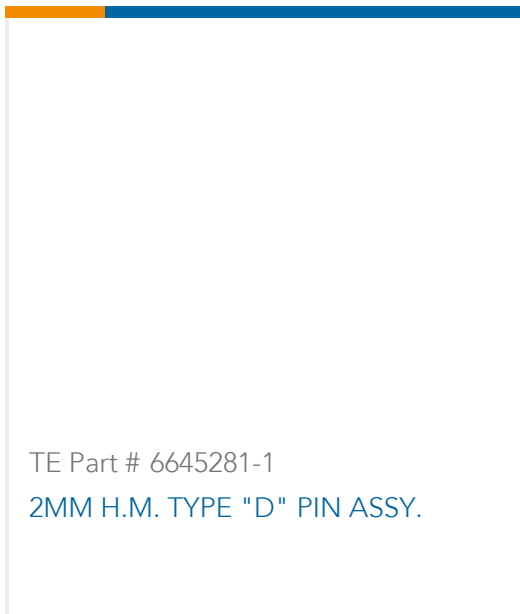 TE Part # 6645281-1
2MM H.M. TYPE "D" PIN ASSY.